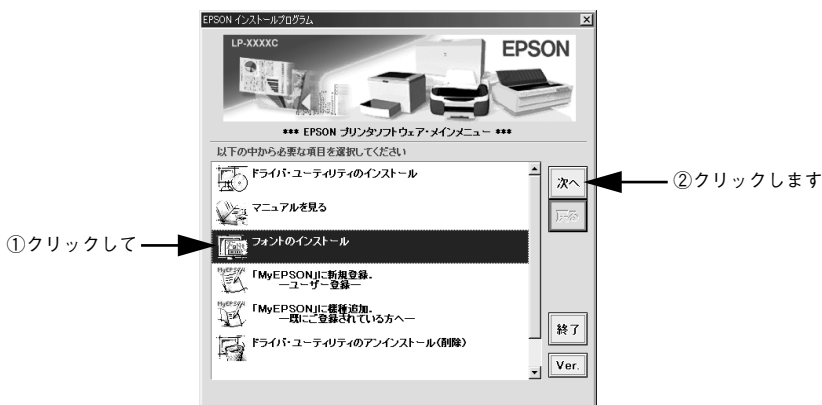 EPSON インストールプログラム
LP-XXXXC
EPSON
*** EPSON プリンタソフトウェア・メインメニュー ***
以下の中から必要な項目を選択してください
ドライバ・ユーティリティのインストール
マニュアルを見る
フォントのインストール
「MyEPSON」に新規登録.
―ユーザー登録―
「MyEPSON」に機種追加.
―既にご登録されている方へ―
ドライバ・ユーティリティのアンインストール(削除)
次へ
戻る
終了
Ver.
①クリックして
②クリックします